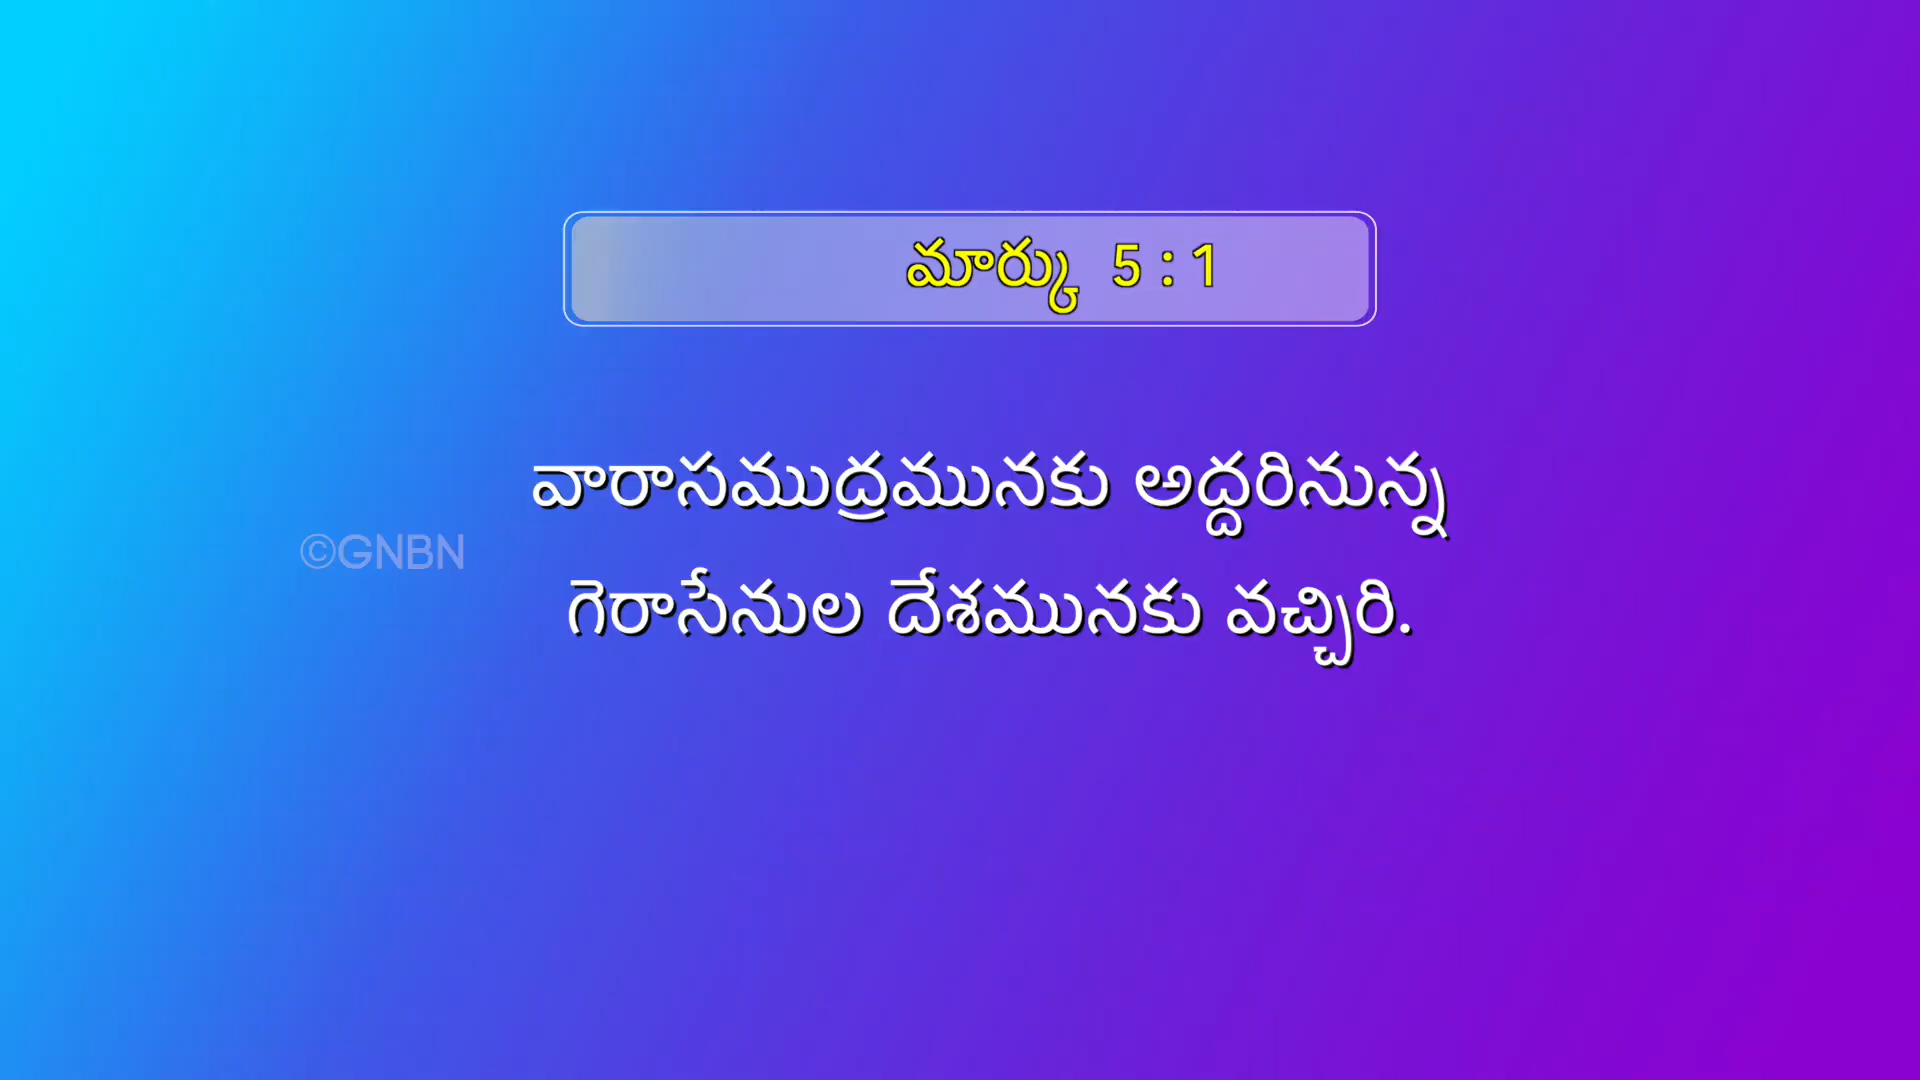 మార్కు 5 : 1
వారాసముద్రమునకు అద్దరినున్న
©GNBN
గెరాసేనుల దేశమునకు వచ్చిరి.